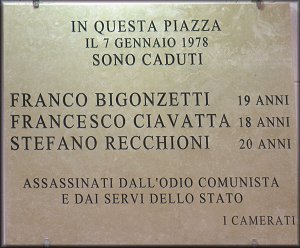 IN QUESTA PIAZZA
IL 7 GENNAIO 1978
SONO CADUTI
FRANCO BIGONZETTI 19 ANNI
FRANCESCO CIAVATTA 18 ANNI
STEFANO RECCHIONI 20 ANNI
ASSASSINATI DALL'ODIO COMUNISTA
E DAI SERVI DELLO STATO
I CAMERATI